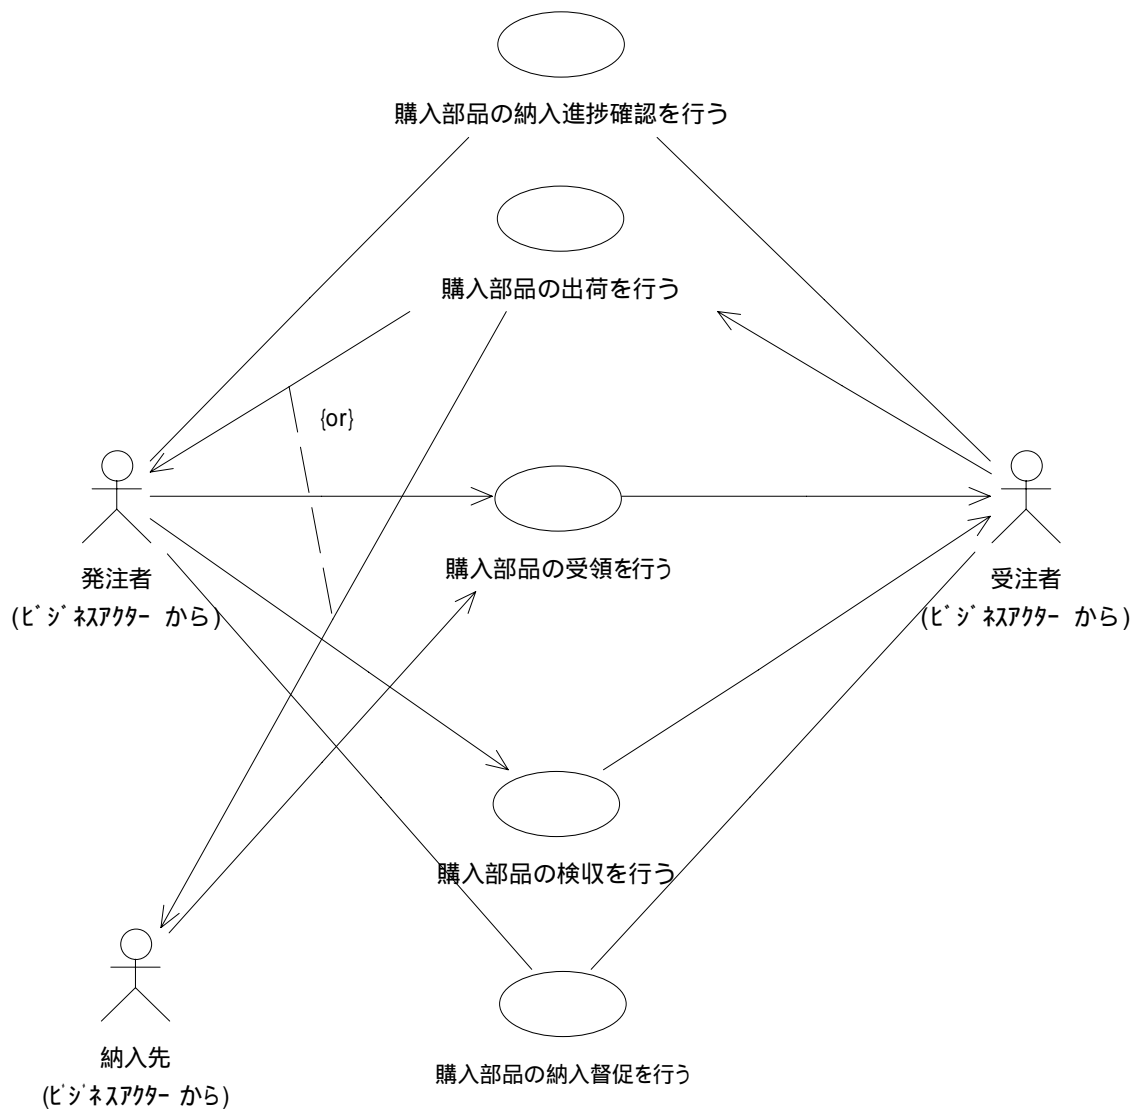 購入部品の納入進捗確認を行う
購入部品の出荷を行う
{or}
購入部品の受領を行う
発注者
(ﾋﾞｼﾞﾈｽｱｸﾀｰ から)
受注者
(ﾋﾞｼﾞﾈｽｱｸﾀｰ から)
購入部品の検収を行う
納入先
(ﾋﾞｼﾞﾈｽｱｸﾀｰ から)
購入部品の納入督促を行う